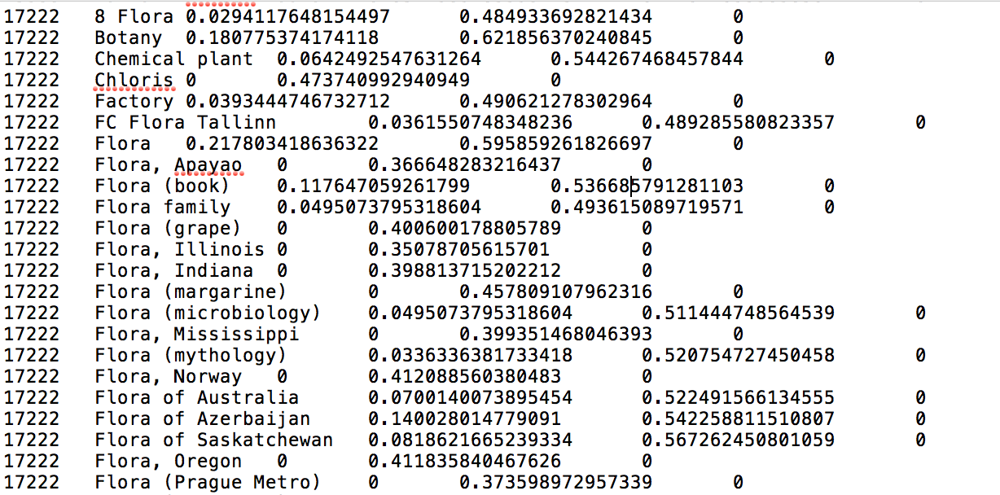 17222 8 Flora 0.0294117648154497 0.484933692821434 0
17222 Botany 0.180775374174118 0.621856370240845 0
17222 Chemical plant 0.0642492547631264 0.544267468457844 0
17222 Chloris 0 0.473740992940949 0
17222 Factory 0.0393444746732712 0.490621278302964 0
17222 FC Flora Tallinn 0.0361550748348236 0.489285580823357 0
17222 Flora 0.217803418636322 0.595859261826697 0
17222 Flora, Apayao 0 0.366648283216437 0
17222 Flora (book) 0.117647059261799 0.536685791281103 0
17222 Flora family 0.0495073795318604 0.493615089719571 0
17222 Flora (grape) 0 0.400600178805789 0
17222 Flora, Illinois 0 0.35078705615701 0
17222 Flora, Indiana 0 0.398813715202212 0
17222 Flora (margarine) 0 0.457809107962316 0
17222 Flora (microbiology) 0.0495073795318604 0.511444748564539 0
17222 Flora, Mississippi 0 0.399351468046393 0
17222 Flora (mythology) 0.0336336381733418 0.520754727450458 0
17222 Flora, Norway 0 0.412088560380483 0
17222 Flora of Australia 0.0700140073895454 0.522491566134555 0
17222 Flora of Azerbaijan 0.140028014779091 0.542258811510807 0
17222 Flora of Saskatchewan 0.0818621665239334 0.567262450801059 0
17222 Flora, Oregon 0 0.411835840467626 0
17222 Flora (Prague Metro) 0 0.373598972957339 0